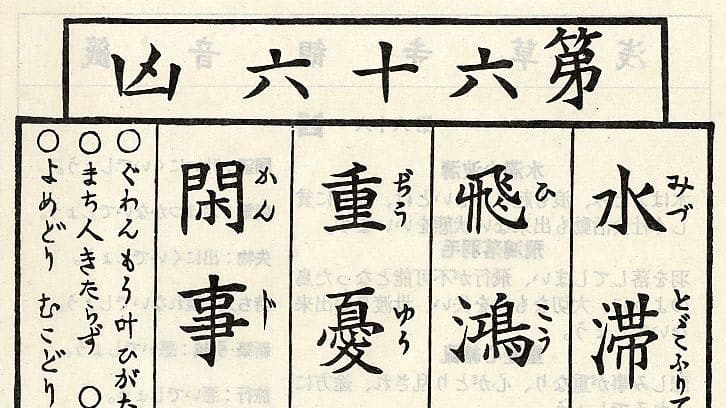 第六十六凶
水滞
みづ とゞこふりて
飛鴻
ひ こう
重憂
ぢう ゆう
閑事
かん じ
○ぐわんもう叶ひがた
○まち人きたらず ○
○よめどり むこどり